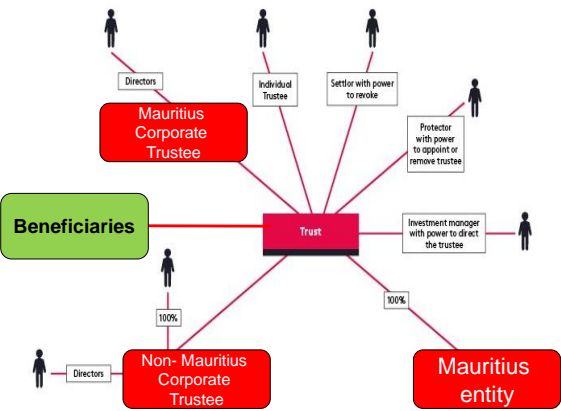 Directors
Individual
Trustee
Settlor with power
to revoke
Mauritius
Corporate
Trustee
Protector
with power
to appoint or
remove trustee
Beneficiaries
Trust
Investment manager
with power to direct
the trustee
100%
100%
Directors
Non- Mauritius
Corporate
Trustee
Mauritius
entity